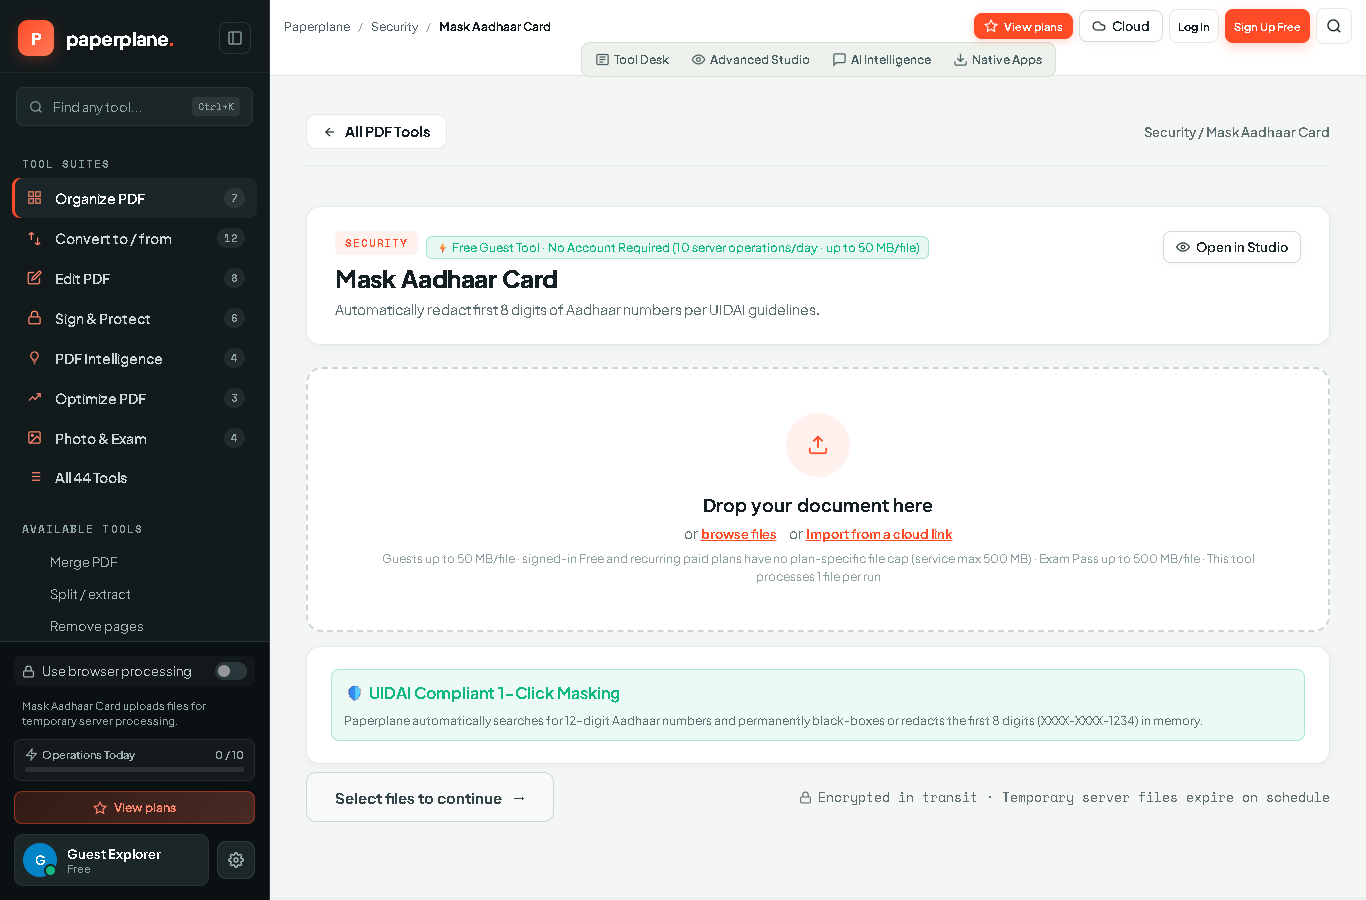 P paperplane.
Find any tool... Ctrl+K
TOOL SUITES
Organize PDF 7
Convert to / from 12
Edit PDF 8
Sign & Protect 6
PDF Intelligence 4
Optimize PDF 3
Photo & Exam 4
All 44 Tools
AVAILABLE TOOLS
Merge PDF
Split / extract
Remove pages
Use browser processing
Mask Aadhaar Card uploads files for
temporary server processing.
Operations Today 0 / 10
View plans
G Guest Explorer
Free
Paperplane / Security / Mask Aadhaar Card
View plans Cloud Log In Sign Up Free
Tool Desk Advanced Studio AI Intelligence Native Apps
← All PDF Tools
Security / Mask Aadhaar Card
SECURITY
Free Guest Tool · No Account Required (10 server operations/day · up to 50 MB/file)
Open in Studio
Mask Aadhaar Card
Automatically redact first 8 digits of Aadhaar numbers per UIDAI guidelines.
Drop your document here
or browse files or Import from a cloud link
Guests up to 50 MB/file · signed-in Free and recurring paid plans have no plan-specific file cap (service max 500 MB) · Exam Pass up to 500 MB/file · This tool
processes 1 file per run
UIDAI Compliant 1-Click Masking
Paperplane automatically searches for 12-digit Aadhaar numbers and permanently black-boxes or redacts the first 8 digits (XXXX-XXXX-1234) in memory.
Select files to continue →
Encrypted in transit · Temporary server files expire on schedule